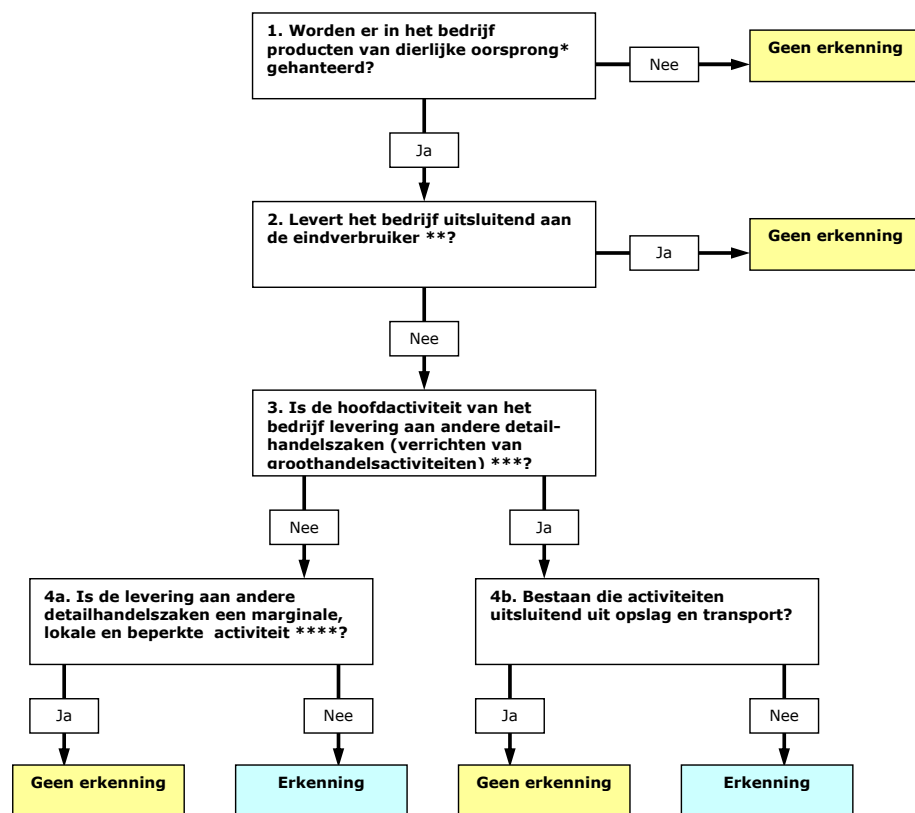 1. Worden er in het bedrijf
producten van dierlijke oorsprong*
gehanteerd?
Nee
Geen erkenning
Ja
2. Levert het bedrijf uitsluitend aan
de eindverbruiker **?
Ja
Geen erkenning
Nee
3. Is de hoofdactiviteit van het
bedrijf levering aan andere detail-
handelszaken (verrichten van
groothandelsactiviteiten) ***?
Nee
Ja
4a. Is de levering aan andere
detailhandelszaken een marginale,
lokale en beperkte activiteit ****?
4b. Bestaan die activiteiten
uitsluitend uit opslag en transport?
Ja
Nee
Ja
Nee
Geen erkenning
Erkenning
Geen erkenning
Erkenning